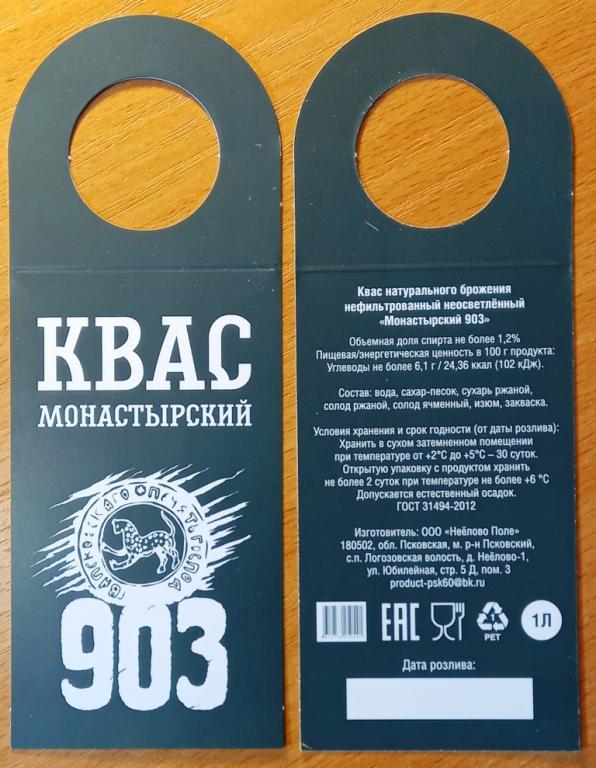 КВАС
МОНАСТЫРСКИЙ
903
Квас натурального брожения
нефильтрованный неосветлённый
«Монастырский 903»
Объемная доля спирта не более 1,2%
Пищевая/энергетическая ценность в 100 г продукта:
Углеводы не более 6,1 г / 24,36 ккал (102 кДж).
Состав: вода, сахар-песок, сухарь ржаной,
солод ржаной, солод ячменный, изюм, закваска.
Условия хранения и срок годности (от даты розлива):
Хранить в сухом затемненном помещении
при температуре от +2°С до +5°С – 30 суток.
Открытую упаковку с продуктом хранить
не более 2 суток при температуре не более +6 °С
Допускается естественный осадок.
ГОСТ 31494-2012
Изготовитель: ООО «Неёлово Поле»
180502, обл. Псковская, м. р-н Псковский,
с.п. Логозовская волость, д. Неёлово-1,
ул. Юбилейная, стр. 5 Д, пом. 3
product-psk60@bk.ru
ЕАС 1 PET 1Л
Дата розлива: